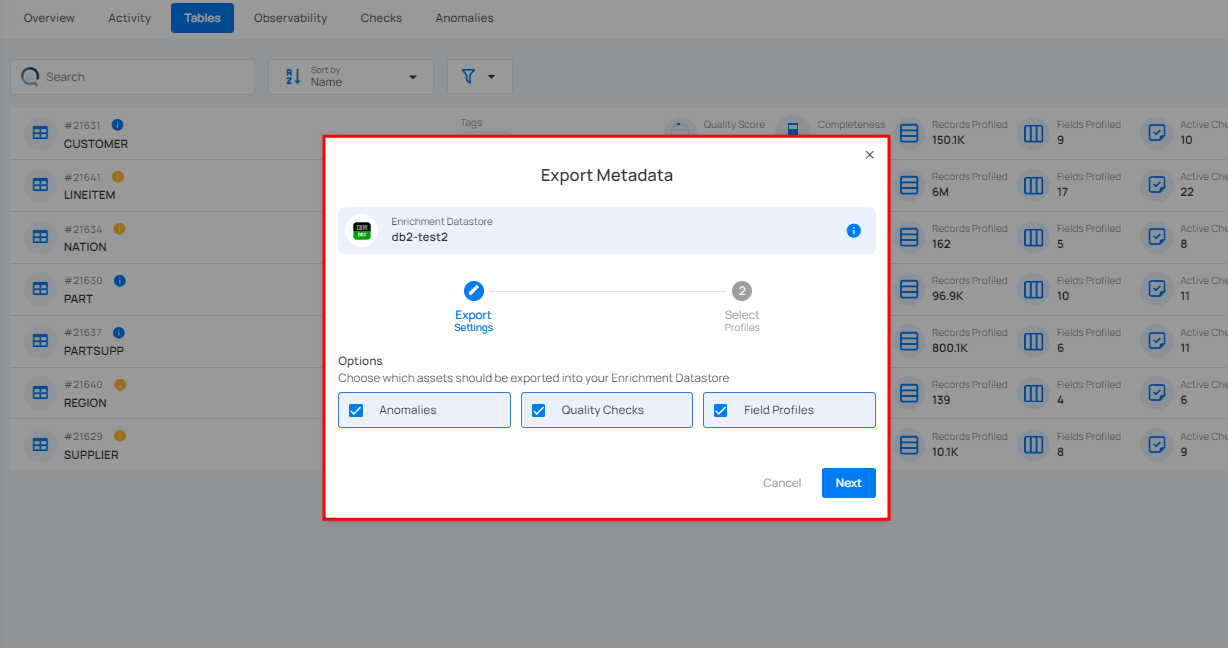 Overview Activity Tables Observability Checks Anomalies
Search
Sort by
Name
#21631
CUSTOMER
Tags
Quality Score
Completeness
Records Profiled
150.1K
Fields Profiled
9
Active Che
10
#21641
LINEITEM
Records Profiled
6M
Fields Profiled
17
Active Che
22
#21634
NATION
Records Profiled
162
Fields Profiled
5
Active Che
8
#21630
PART
Records Profiled
96.9K
Fields Profiled
10
Active Che
11
#21637
PARTSUPP
Records Profiled
800.1K
Fields Profiled
6
Active Che
11
#21640
REGION
Records Profiled
139
Fields Profiled
4
Active Che
6
#21629
SUPPLIER
Records Profiled
10.1K
Fields Profiled
8
Active Che
9
Export Metadata
Enrichment Datastore
db2-test2
Export
Settings
2
Select
Profiles
Options
Choose which assets should be exported into your Enrichment Datastore
Anomalies
Quality Checks
Field Profiles
Cancel
Next